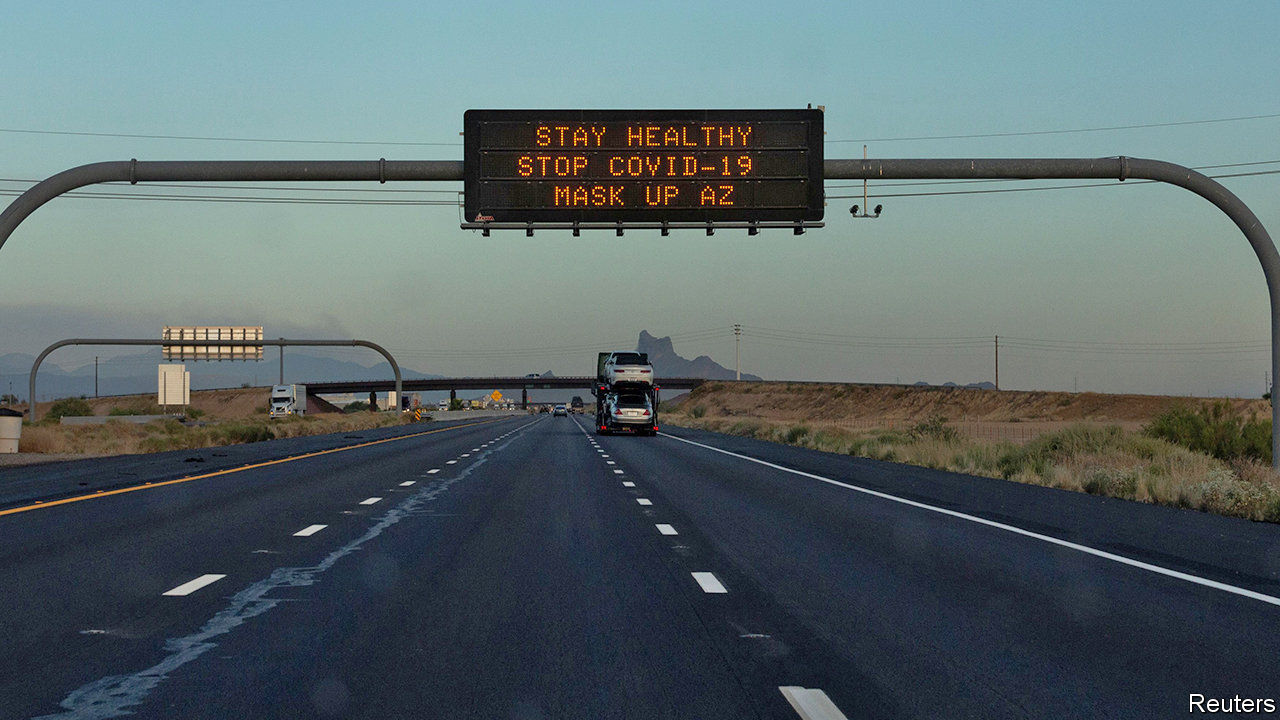 STAY HEALTHY
STOP COVID-19
MASK UP AZ
Reuters